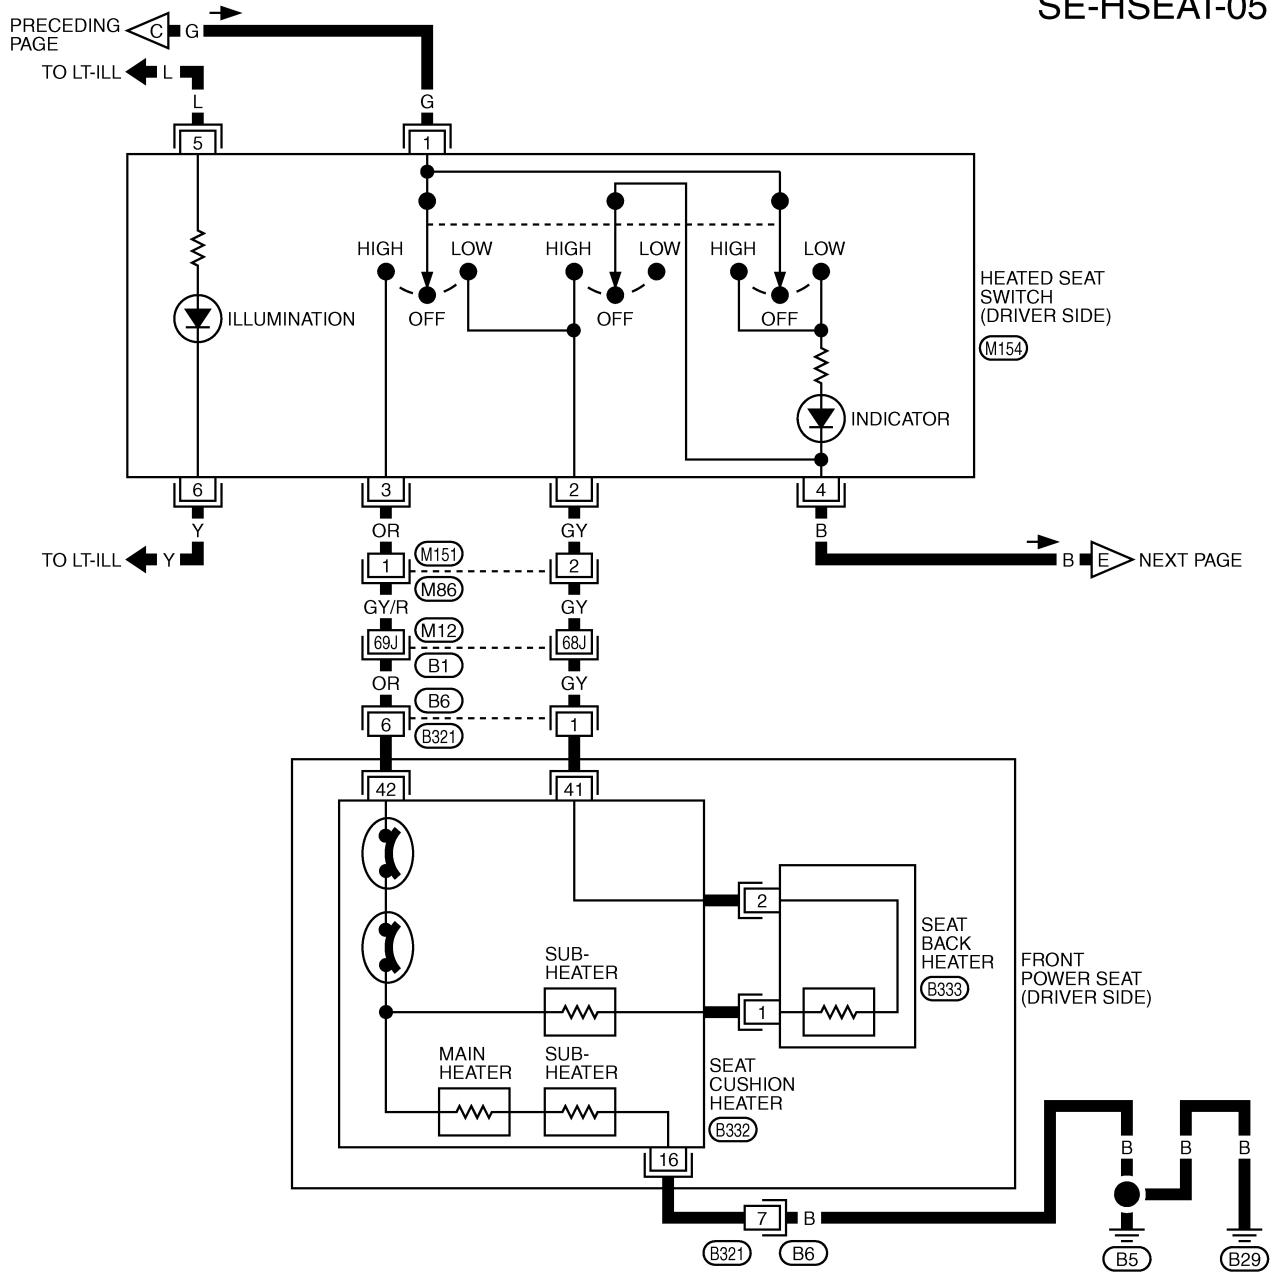 SE-HSEAT-05
PRECEDING
PAGE
C G
TO LT-ILL L
L G
5 1
HIGH LOW HIGH LOW HIGH LOW
OFF OFF OFF
ILLUMINATION
HEATED SEAT
SWITCH
(DRIVER SIDE)
M154
INDICATOR
6 3 2 4
Y OR GY B
TO LT-ILL Y
B E NEXT PAGE
1 M151 2
M86
GY/R GY
69J M12 68J
B1
OR GY
6 B6 1
B321
42 41
2
SEAT
BACK
HEATER
B333
SUB-
HEATER
1
FRONT
POWER SEAT
(DRIVER SIDE)
MAIN
HEATER
SUB-
HEATER
SEAT
CUSHION
HEATER
B332
16
B B B
7 B
B321 B6
B5 B29